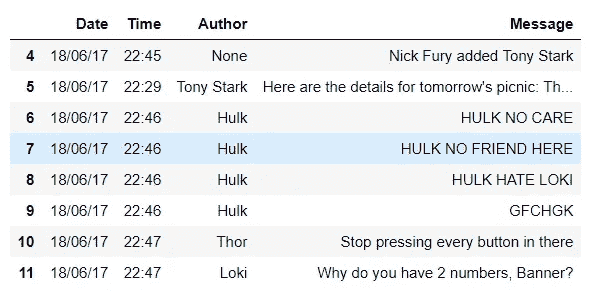 Date Time Author Message
4 18/06/17 22:45 None Nick Fury added Tony Stark
5 18/06/17 22:29 Tony Stark Here are the details for tomorrow's picnic: Th...
6 18/06/17 22:46 Hulk HULK NO CARE
7 18/06/17 22:46 Hulk HULK NO FRIEND HERE
8 18/06/17 22:46 Hulk HULK HATE LOKI
9 18/06/17 22:46 Hulk GFCHGK
10 18/06/17 22:47 Thor Stop pressing every button in there
11 18/06/17 22:47 Loki Why do you have 2 numbers, Banner?